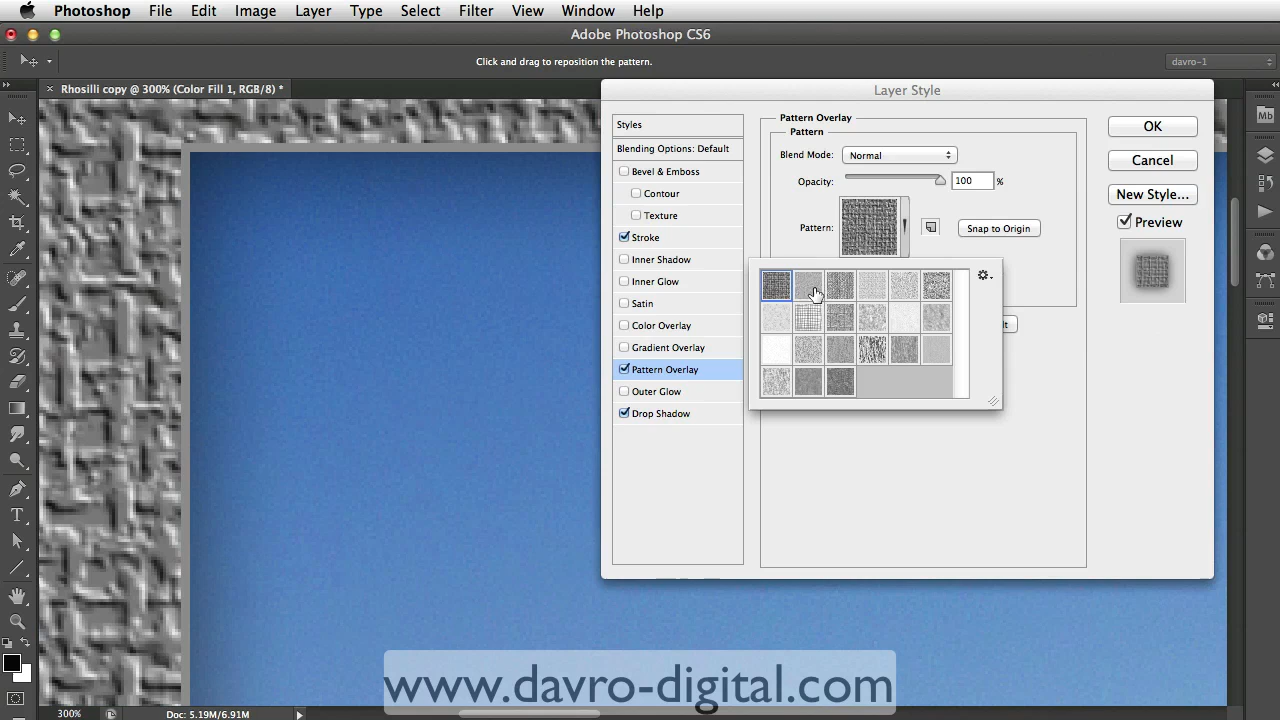 Photoshop File Edit Image Layer Type Select Filter View Window Help
Adobe Photoshop CS6
Click and drag to reposition the pattern.
davro-1
Rhosilli copy @ 300% (Color Fill 1, RGB/8) *
Layer Style
Styles
Blending Options: Default
Bevel & Emboss
Contour
Texture
Stroke
Inner Shadow
Inner Glow
Satin
Color Overlay
Gradient Overlay
Pattern Overlay
Outer Glow
Drop Shadow
Pattern Overlay
Pattern
Blend Mode: Normal
Opacity: 100 %
Pattern:
Snap to Origin
OK
Cancel
New Style...
Preview
Mb
www.davro-digital.com
300% Doc: 5.19M/6.91M